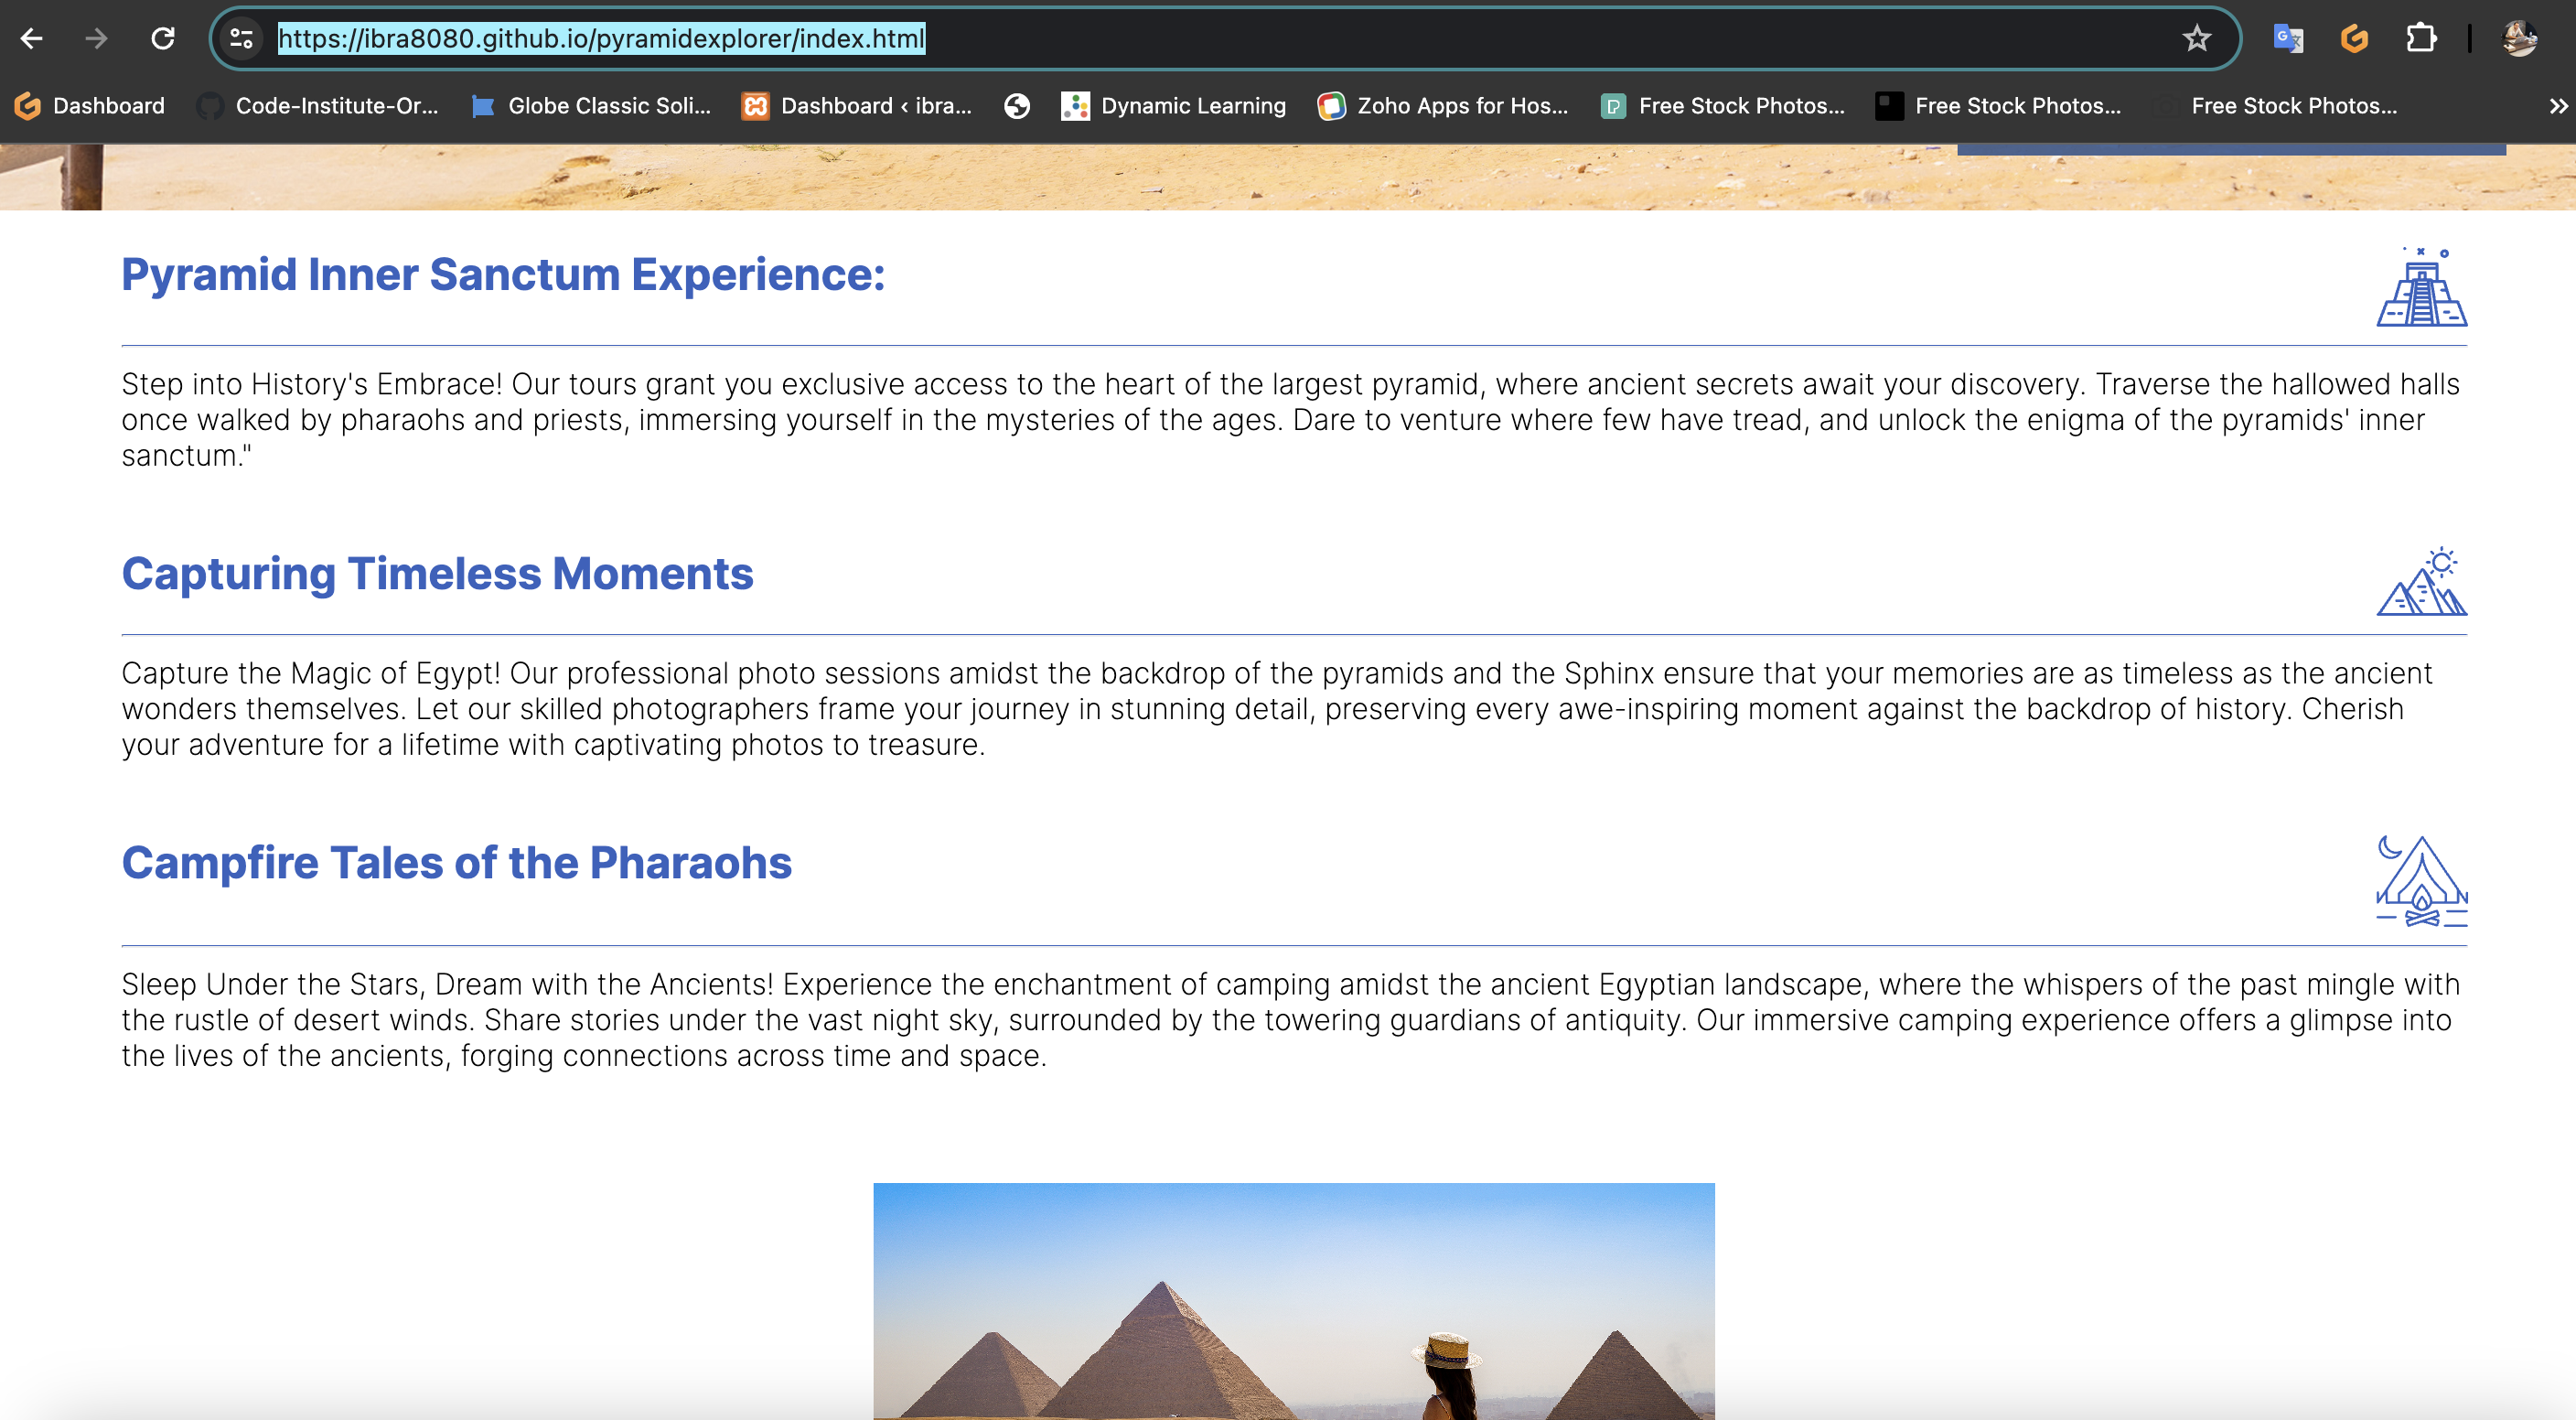 https://ibra8080.github.io/pyramidexplorer/index.html
Dashboard Code-Institute-Or... Globe Classic Soli... Dashboard ‹ ibra... Dynamic Learning Zoho Apps for Hos... Free Stock Photos... Free Stock Photos... Free Stock Photos...
Pyramid Inner Sanctum Experience:
Step into History's Embrace! Our tours grant you exclusive access to the heart of the largest pyramid, where ancient secrets await your discovery. Traverse the hallowed halls
once walked by pharaohs and priests, immersing yourself in the mysteries of the ages. Dare to venture where few have tread, and unlock the enigma of the pyramids' inner
sanctum."
Capturing Timeless Moments
Capture the Magic of Egypt! Our professional photo sessions amidst the backdrop of the pyramids and the Sphinx ensure that your memories are as timeless as the ancient
wonders themselves. Let our skilled photographers frame your journey in stunning detail, preserving every awe-inspiring moment against the backdrop of history. Cherish
your adventure for a lifetime with captivating photos to treasure.
Campfire Tales of the Pharaohs
Sleep Under the Stars, Dream with the Ancients! Experience the enchantment of camping amidst the ancient Egyptian landscape, where the whispers of the past mingle with
the rustle of desert winds. Share stories under the vast night sky, surrounded by the towering guardians of antiquity. Our immersive camping experience offers a glimpse into
the lives of the ancients, forging connections across time and space.